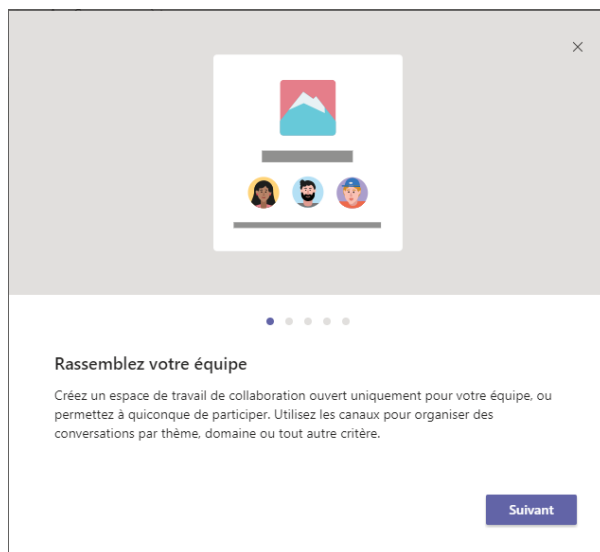 Rassemblez votre équipe
Créez un espace de travail de collaboration ouvert uniquement pour votre équipe, ou
permettez à quiconque de participer. Utilisez les canaux pour organiser des
conversations par thème, domaine ou tout autre critère.
Suivant